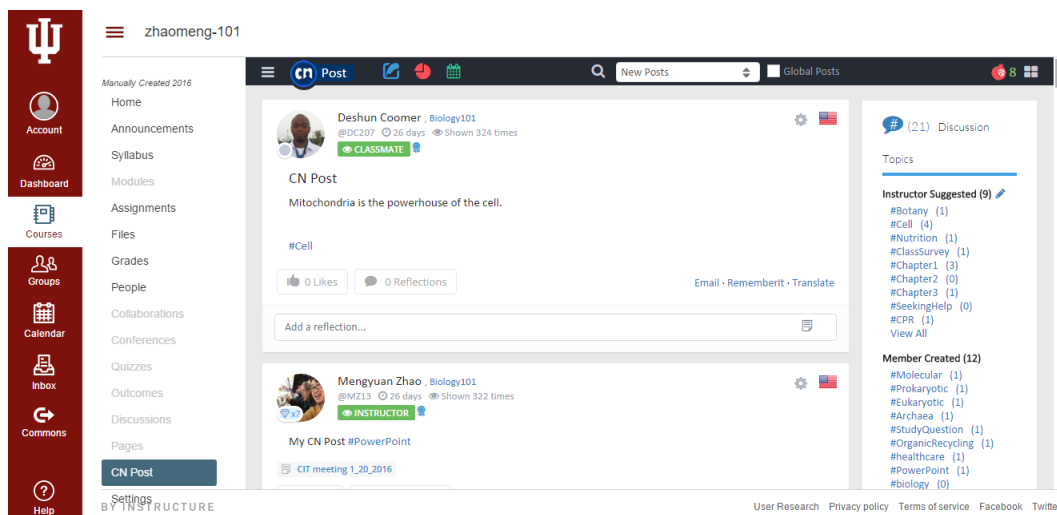 zhaomeng-101
Account
Dashboard
Courses
Groups
Calendar
Inbox
Commons
Help
Manually Created 2016
Home
Announcements
Syllabus
Modules
Assignments
Files
Grades
People
Collaborations
Conferences
Quizzes
Outcomes
Discussions
Pages
CN Post
Settings
BY INSTRUCTURE
cn Post
New Posts
Global Posts
8
Deshun Coomer , Biology101
@DC207 26 days Shown 324 times
CLASSMATE
CN Post
Mitochondria is the powerhouse of the cell.
#Cell
0 Likes
0 Reflections
Email · RememberIt · Translate
Add a reflection...
Mengyuan Zhao , Biology101
@MZ13 26 days Shown 322 times
x7
INSTRUCTOR
My CN Post #PowerPoint
CIT meeting 1_20_2016
# (21) Discussion
Topics
Instructor Suggested (9)
#Botany (1)
#Cell (4)
#Nutrition (1)
#ClassSurvey (1)
#Chapter1 (3)
#Chapter2 (0)
#Chapter3 (1)
#SeekingHelp (0)
#CPR (1)
View All
Member Created (12)
#Molecular (1)
#Prokaryotic (1)
#Eukaryotic (1)
#Archaea (1)
#StudyQuestion (1)
#OrganicRecycling (1)
#healthcare (1)
#PowerPoint (1)
#biology (0)
User Research Privacy policy Terms of service Facebook Twitte